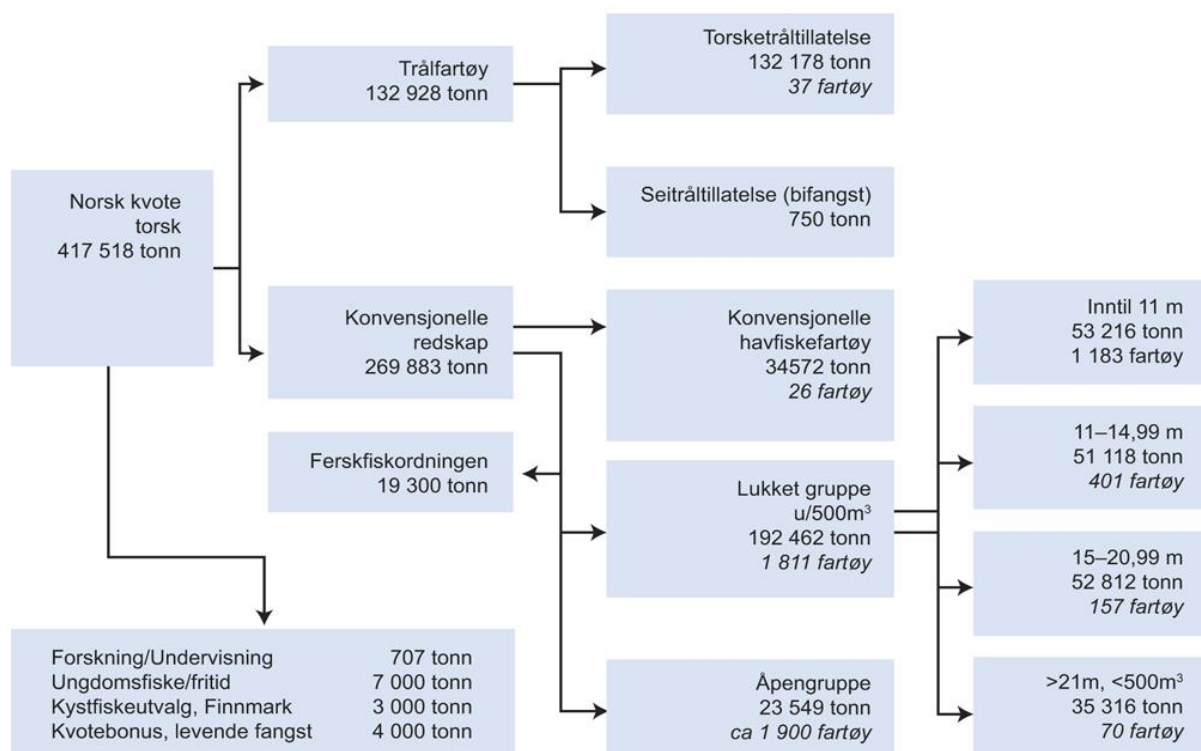 Norsk kvote
torsk
417 518 tonn
Trålfartøy
132 928 tonn
Torsketråltillatelse
132 178 tonn
37 fartøy
Seitråltillatelse (bifangst)
750 tonn
Konvensjonelle
redskap
269 883 tonn
Konvensjonelle
havfiskefartøy
34572 tonn
26 fartøy
Ferskfiskordningen
19 300 tonn
Lukket gruppe
u/500m³
192 462 tonn
1 811 fartøy
Åpengruppe
23 549 tonn
ca 1 900 fartøy
Inntil 11 m
53 216 tonn
1 183 fartøy
11–14,99 m
51 118 tonn
401 fartøy
15–20,99 m
52 812 tonn
157 fartøy
>21m, <500m³
35 316 tonn
70 fartøy
Forskning/Undervisning 707 tonn
Ungdomsfiske/fritid 7 000 tonn
Kystfiskeutvalg, Finnmark 3 000 tonn
Kvotebonus, levende fangst 4 000 tonn